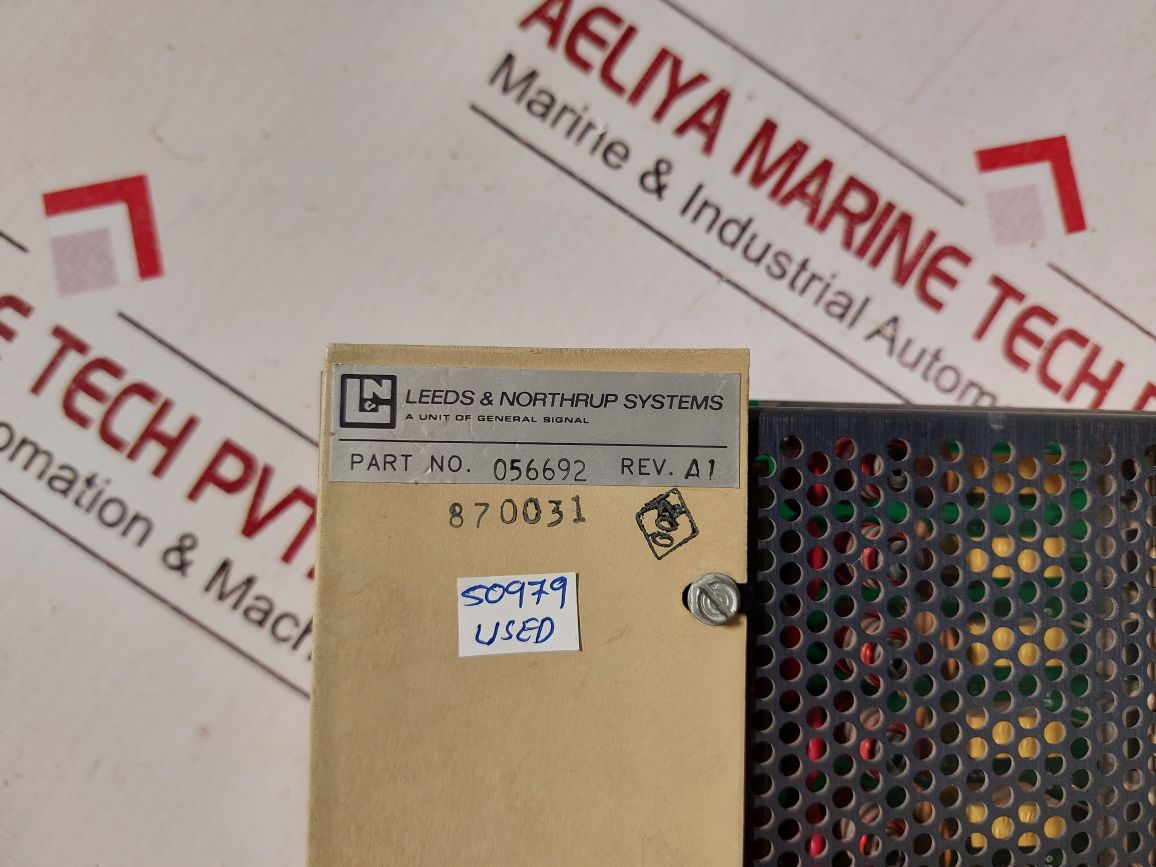 AELIYA MARINE TECH P
Marine & Industrial Autom
E TECH PVT
omation & Mach
LEEDS & NORTHRUP SYSTEMS
A UNIT OF GENERAL SIGNAL
PART NO. 056692 REV. A1
870031
50979
USED